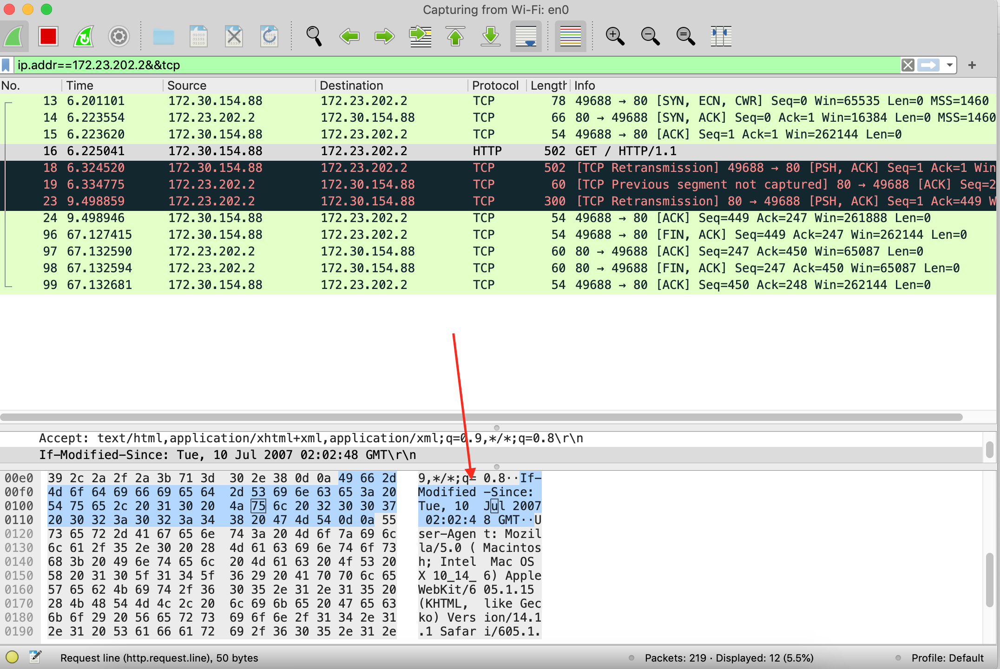 Capturing from Wi-Fi: en0
ip.addr==172.23.202.2&&tcp
No. Time Source Destination Protocol Length Info
13 6.201101 172.30.154.88 172.23.202.2 TCP 78 49688 → 80 [SYN, ECN, CWR] Seq=0 Win=65535 Len=0 MSS=1460
14 6.223554 172.23.202.2 172.30.154.88 TCP 66 80 → 49688 [SYN, ACK] Seq=0 Ack=1 Win=16384 Len=0 MSS=1460
15 6.223620 172.30.154.88 172.23.202.2 TCP 54 49688 → 80 [ACK] Seq=1 Ack=1 Win=262144 Len=0
16 6.225041 172.30.154.88 172.23.202.2 HTTP 502 GET / HTTP/1.1
18 6.324520 172.30.154.88 172.23.202.2 TCP 502 [TCP Retransmission] 49688 → 80 [PSH, ACK] Seq=1 Ack=1 Win
19 6.334775 172.23.202.2 172.30.154.88 TCP 60 [TCP Previous segment not captured] 80 → 49688 [ACK] Seq=2
23 9.498859 172.23.202.2 172.30.154.88 TCP 300 [TCP Retransmission] 80 → 49688 [PSH, ACK] Seq=1 Ack=449 W
24 9.498946 172.30.154.88 172.23.202.2 TCP 54 49688 → 80 [ACK] Seq=449 Ack=247 Win=261888 Len=0
96 67.127415 172.30.154.88 172.23.202.2 TCP 54 49688 → 80 [FIN, ACK] Seq=449 Ack=247 Win=262144 Len=0
97 67.132590 172.23.202.2 172.30.154.88 TCP 60 80 → 49688 [ACK] Seq=247 Ack=450 Win=65087 Len=0
98 67.132594 172.23.202.2 172.30.154.88 TCP 60 80 → 49688 [FIN, ACK] Seq=247 Ack=450 Win=65087 Len=0
99 67.132681 172.30.154.88 172.23.202.2 TCP 54 49688 → 80 [ACK] Seq=450 Ack=248 Win=262144 Len=0
Accept: text/html,application/xhtml+xml,application/xml;q=0.9,*/*;q=0.8\r\n
If-Modified-Since: Tue, 10 Jul 2007 02:02:48 GMT\r\n
00e0 39 2c 2a 2f 2a 3b 71 3d 30 2e 38 0d 0a 49 66 2d 9,*/*;q= 0.8··If-
00f0 4d 6f 64 69 66 69 65 64 2d 53 69 6e 63 65 3a 20 Modified -Since:
0100 54 75 65 2c 20 31 30 20 4a 75 6c 20 32 30 30 37 Tue, 10 Jul 2007
0110 20 30 32 3a 30 32 3a 34 38 20 47 4d 54 0d 0a 55 02:02:4 8 GMT··U
0120 73 65 72 2d 41 67 65 6e 74 3a 20 4d 6f 7a 69 6c ser-Agen t: Mozil
0130 6c 61 2f 35 2e 30 20 28 4d 61 63 69 6e 74 6f 73 la/5.0 ( Macintos
0140 68 3b 20 49 6e 74 65 6c 20 4d 61 63 20 4f 53 20 h; Intel Mac OS
0150 58 20 31 30 5f 31 34 5f 36 29 20 41 70 70 6c 65 X 10_14_ 6) Apple
0160 57 65 62 4b 69 74 2f 36 30 35 2e 31 2e 31 35 20 WebKit/6 05.1.15
0170 28 4b 48 54 4d 4c 2c 20 6c 69 6b 65 20 47 65 63 (KHTML, like Gec
0180 6b 6f 29 20 56 65 72 73 69 6f 6e 2f 31 34 2e 31 ko) Vers ion/14.1
0190 2e 31 20 53 61 66 61 72 69 2f 36 30 35 2e 31 2e .1 Safar i/605.1.
Request line (http.request.line), 50 bytes Packets: 219 · Displayed: 12 (5.5%) Profile: Default